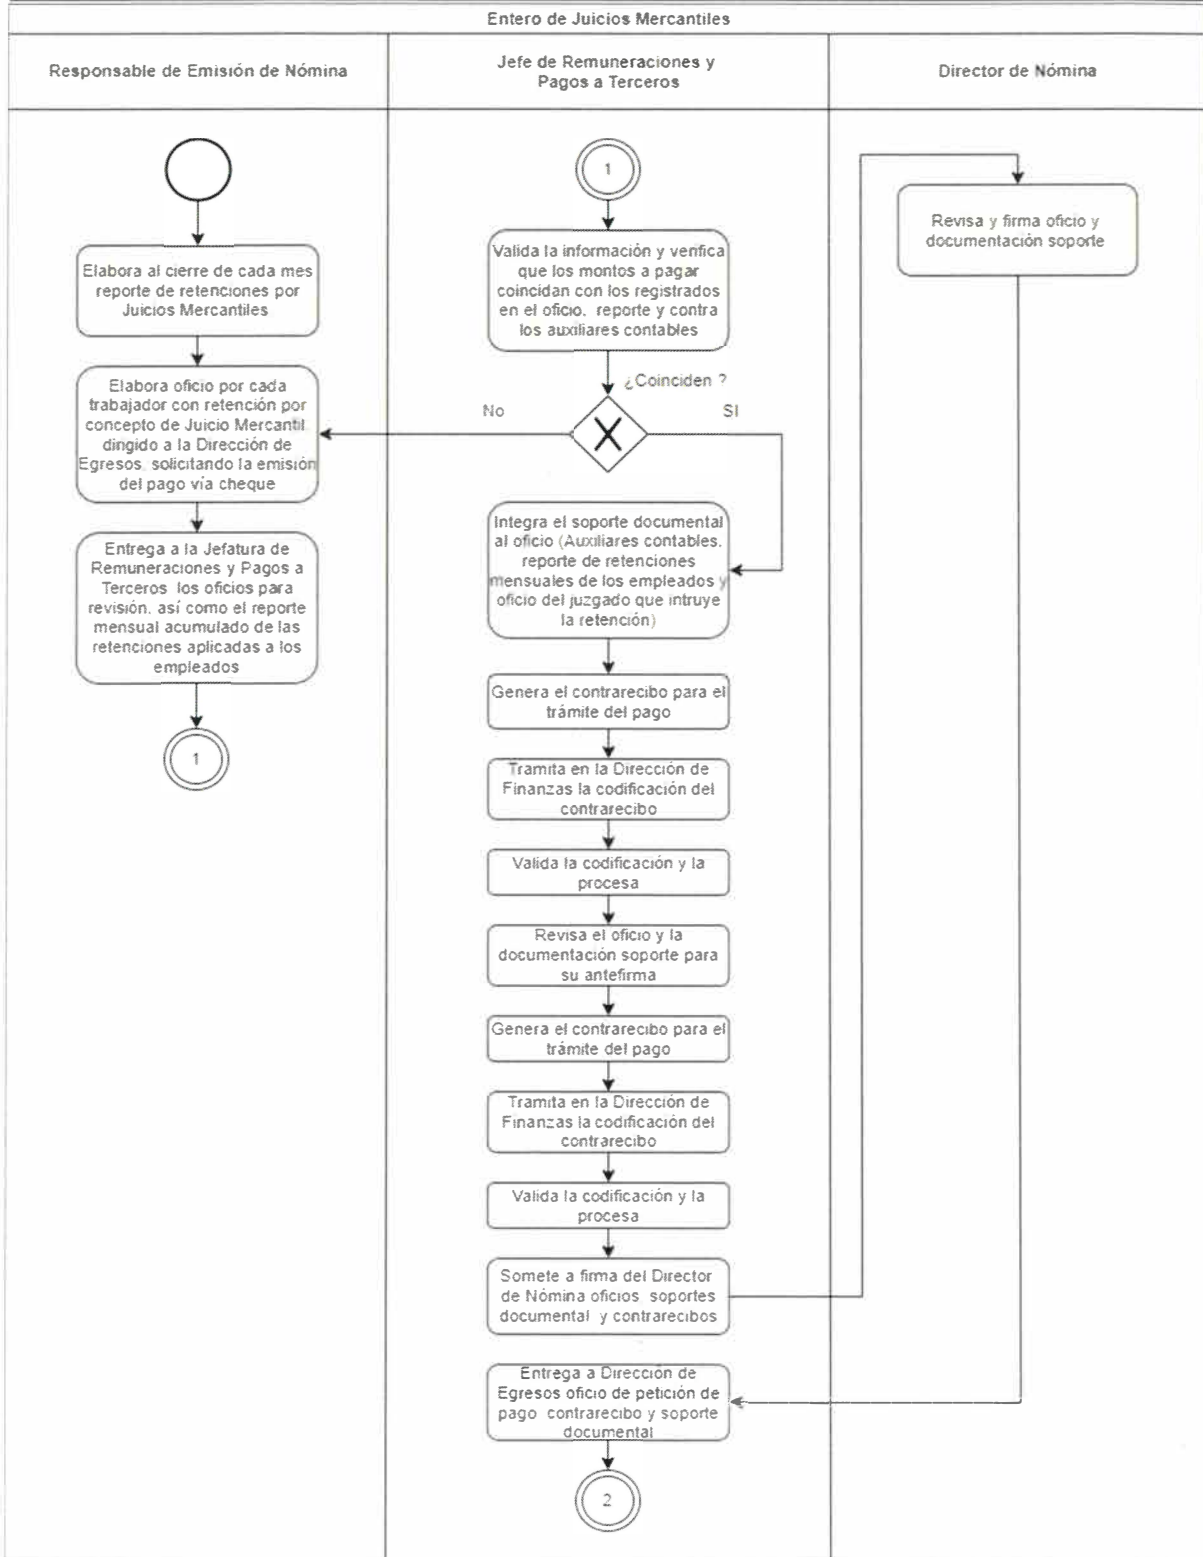 Entero de Juicios Mercantiles
Responsable de Emisión de Nómina
Jefe de Remuneraciones y
Pagos a Terceros
Director de Nómina
Elabora al cierre de cada mes
reporte de retenciones por
Juicios Mercantiles
Elabora oficio por cada
trabajador con retención por
concepto de Juicio Mercantil
dirigido a la Dirección de
Egresos, solicitando la emisión
del pago vía cheque
Entrega a la Jefatura de
Remuneraciones y Pagos a
Terceros los oficios para
revisión, así como el reporte
mensual acumulado de las
retenciones aplicadas a los
empleados
1
1
Valida la información y verifica
que los montos a pagar
coincidan con los registrados
en el oficio, reporte y contra
los auxiliares contables
¿Coinciden ?
No
SI
Integra el soporte documental
al oficio (Auxiliares contables,
reporte de retenciones
mensuales de los empleados y
oficio del juzgado que intruye
la retención)
Genera el contrarecibo para el
trámite del pago
Tramita en la Dirección de
Finanzas la codificación del
contrarecibo
Valida la codificación y la
procesa
Revisa el oficio y la
documentación soporte para
su antefirma
Genera el contrarecibo para el
trámite del pago
Tramita en la Dirección de
Finanzas la codificación del
contrarecibo
Valida la codificación y la
procesa
Somete a firma del Director
de Nómina oficios soportes
documental y contrarecibos
Entrega a Dirección de
Egresos oficio de petición de
pago contrarecibo y soporte
documental
2
Revisa y firma oficio y
documentación soporte